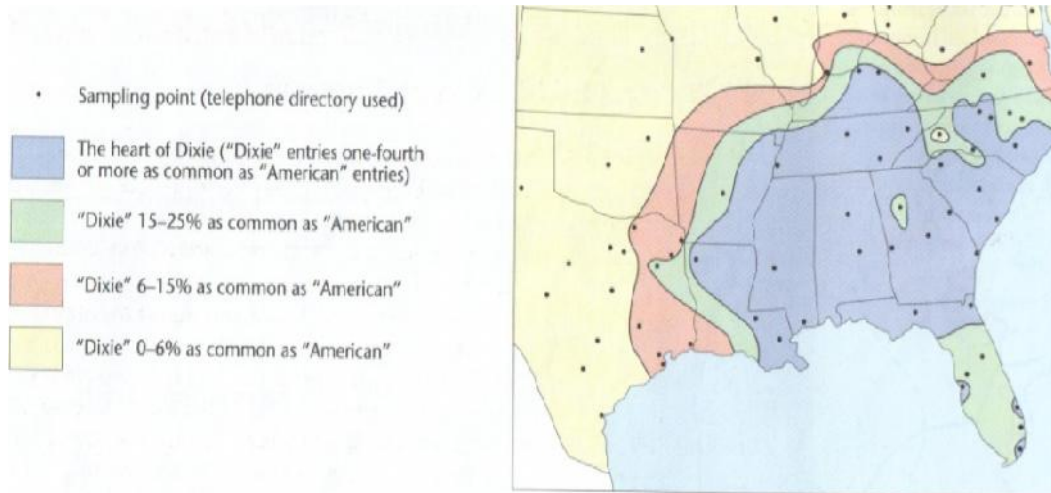 Sampling point (telephone directory used)
The heart of Dixie ("Dixie" entries one-fourth
or more as common as "American" entries)
"Dixie" 15–25% as common as "American"
"Dixie" 6–15% as common as "American"
"Dixie" 0–6% as common as "American"